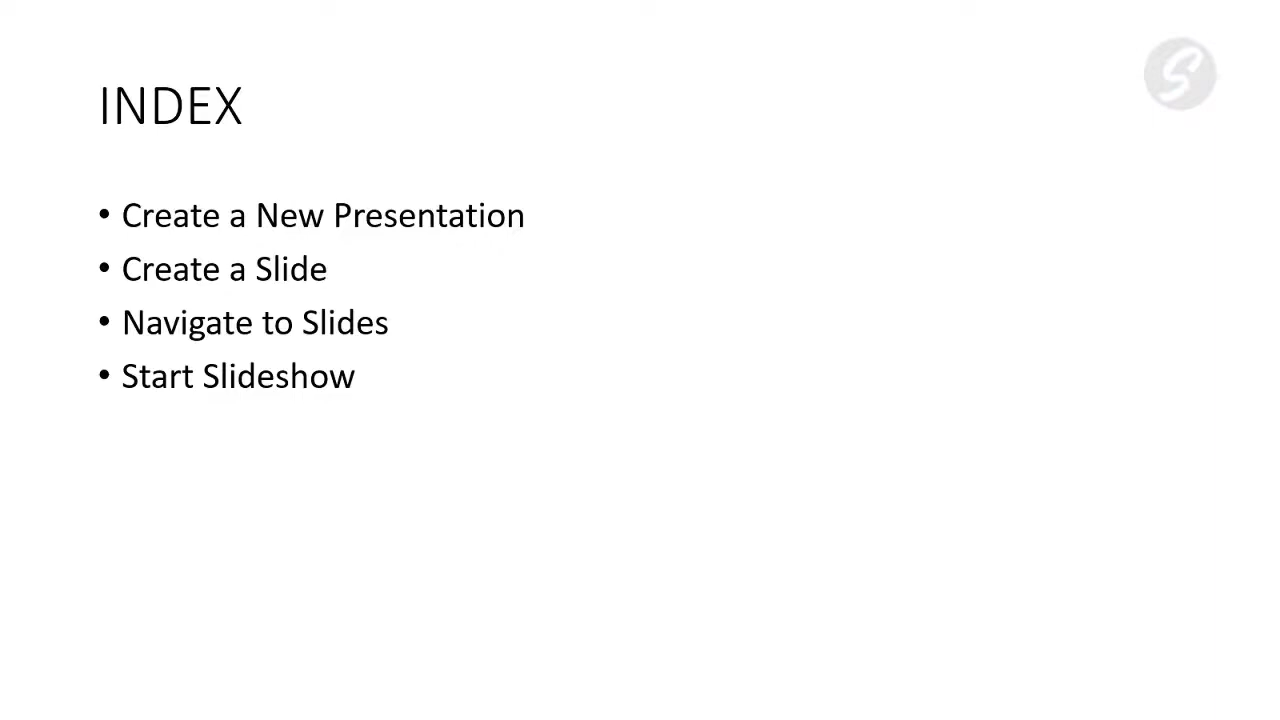 INDEX
• Create a New Presentation
• Create a Slide
• Navigate to Slides
• Start Slideshow
S